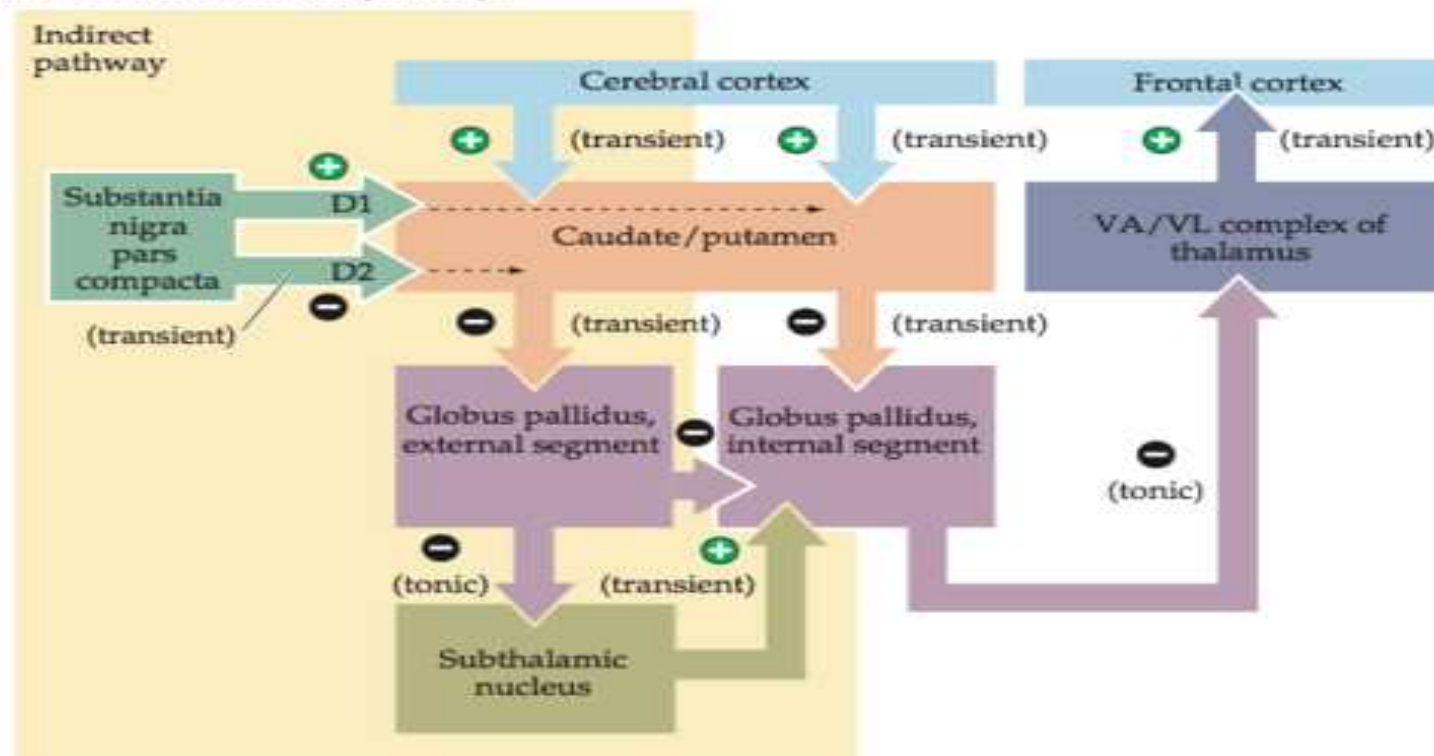 Indirect
pathway
Cerebral cortex
Frontal cortex
+ (transient)
+ (transient)
+ (transient)
+
Substantia
nigra
pars
compacta
D1
D2
−
(transient)
Caudate/putamen
VA/VL complex of
thalamus
− (transient)
− (transient)
Globus pallidus,
external segment
−
Globus pallidus,
internal segment
−
(tonic)
−
(tonic)
+
(transient)
Subthalamic
nucleus